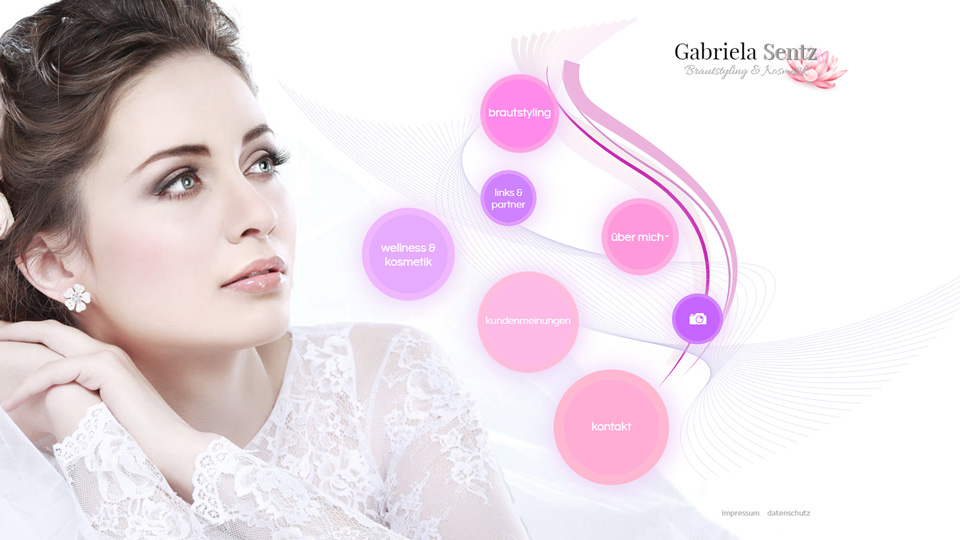 Gabriela Sentz
Brautstyling & Kosmetik
brautstyling
links &
partner
über mich
wellness &
kosmetik
kundenmeinungen
kontakt
impressum datenschutz